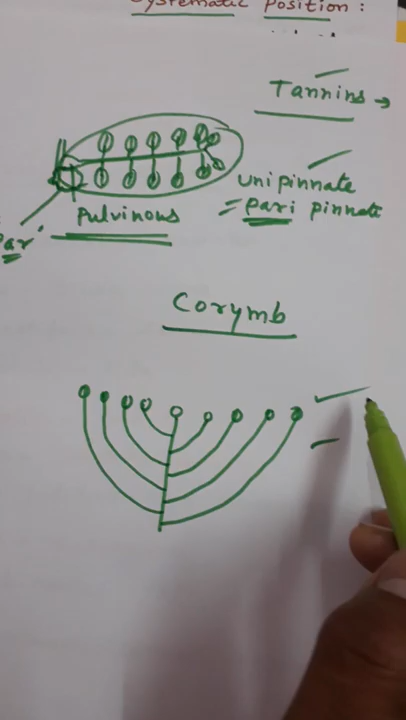 Systematic Position :
Tannins →
unipinnate
= Pari pinnate
Pulvinous
Corymb